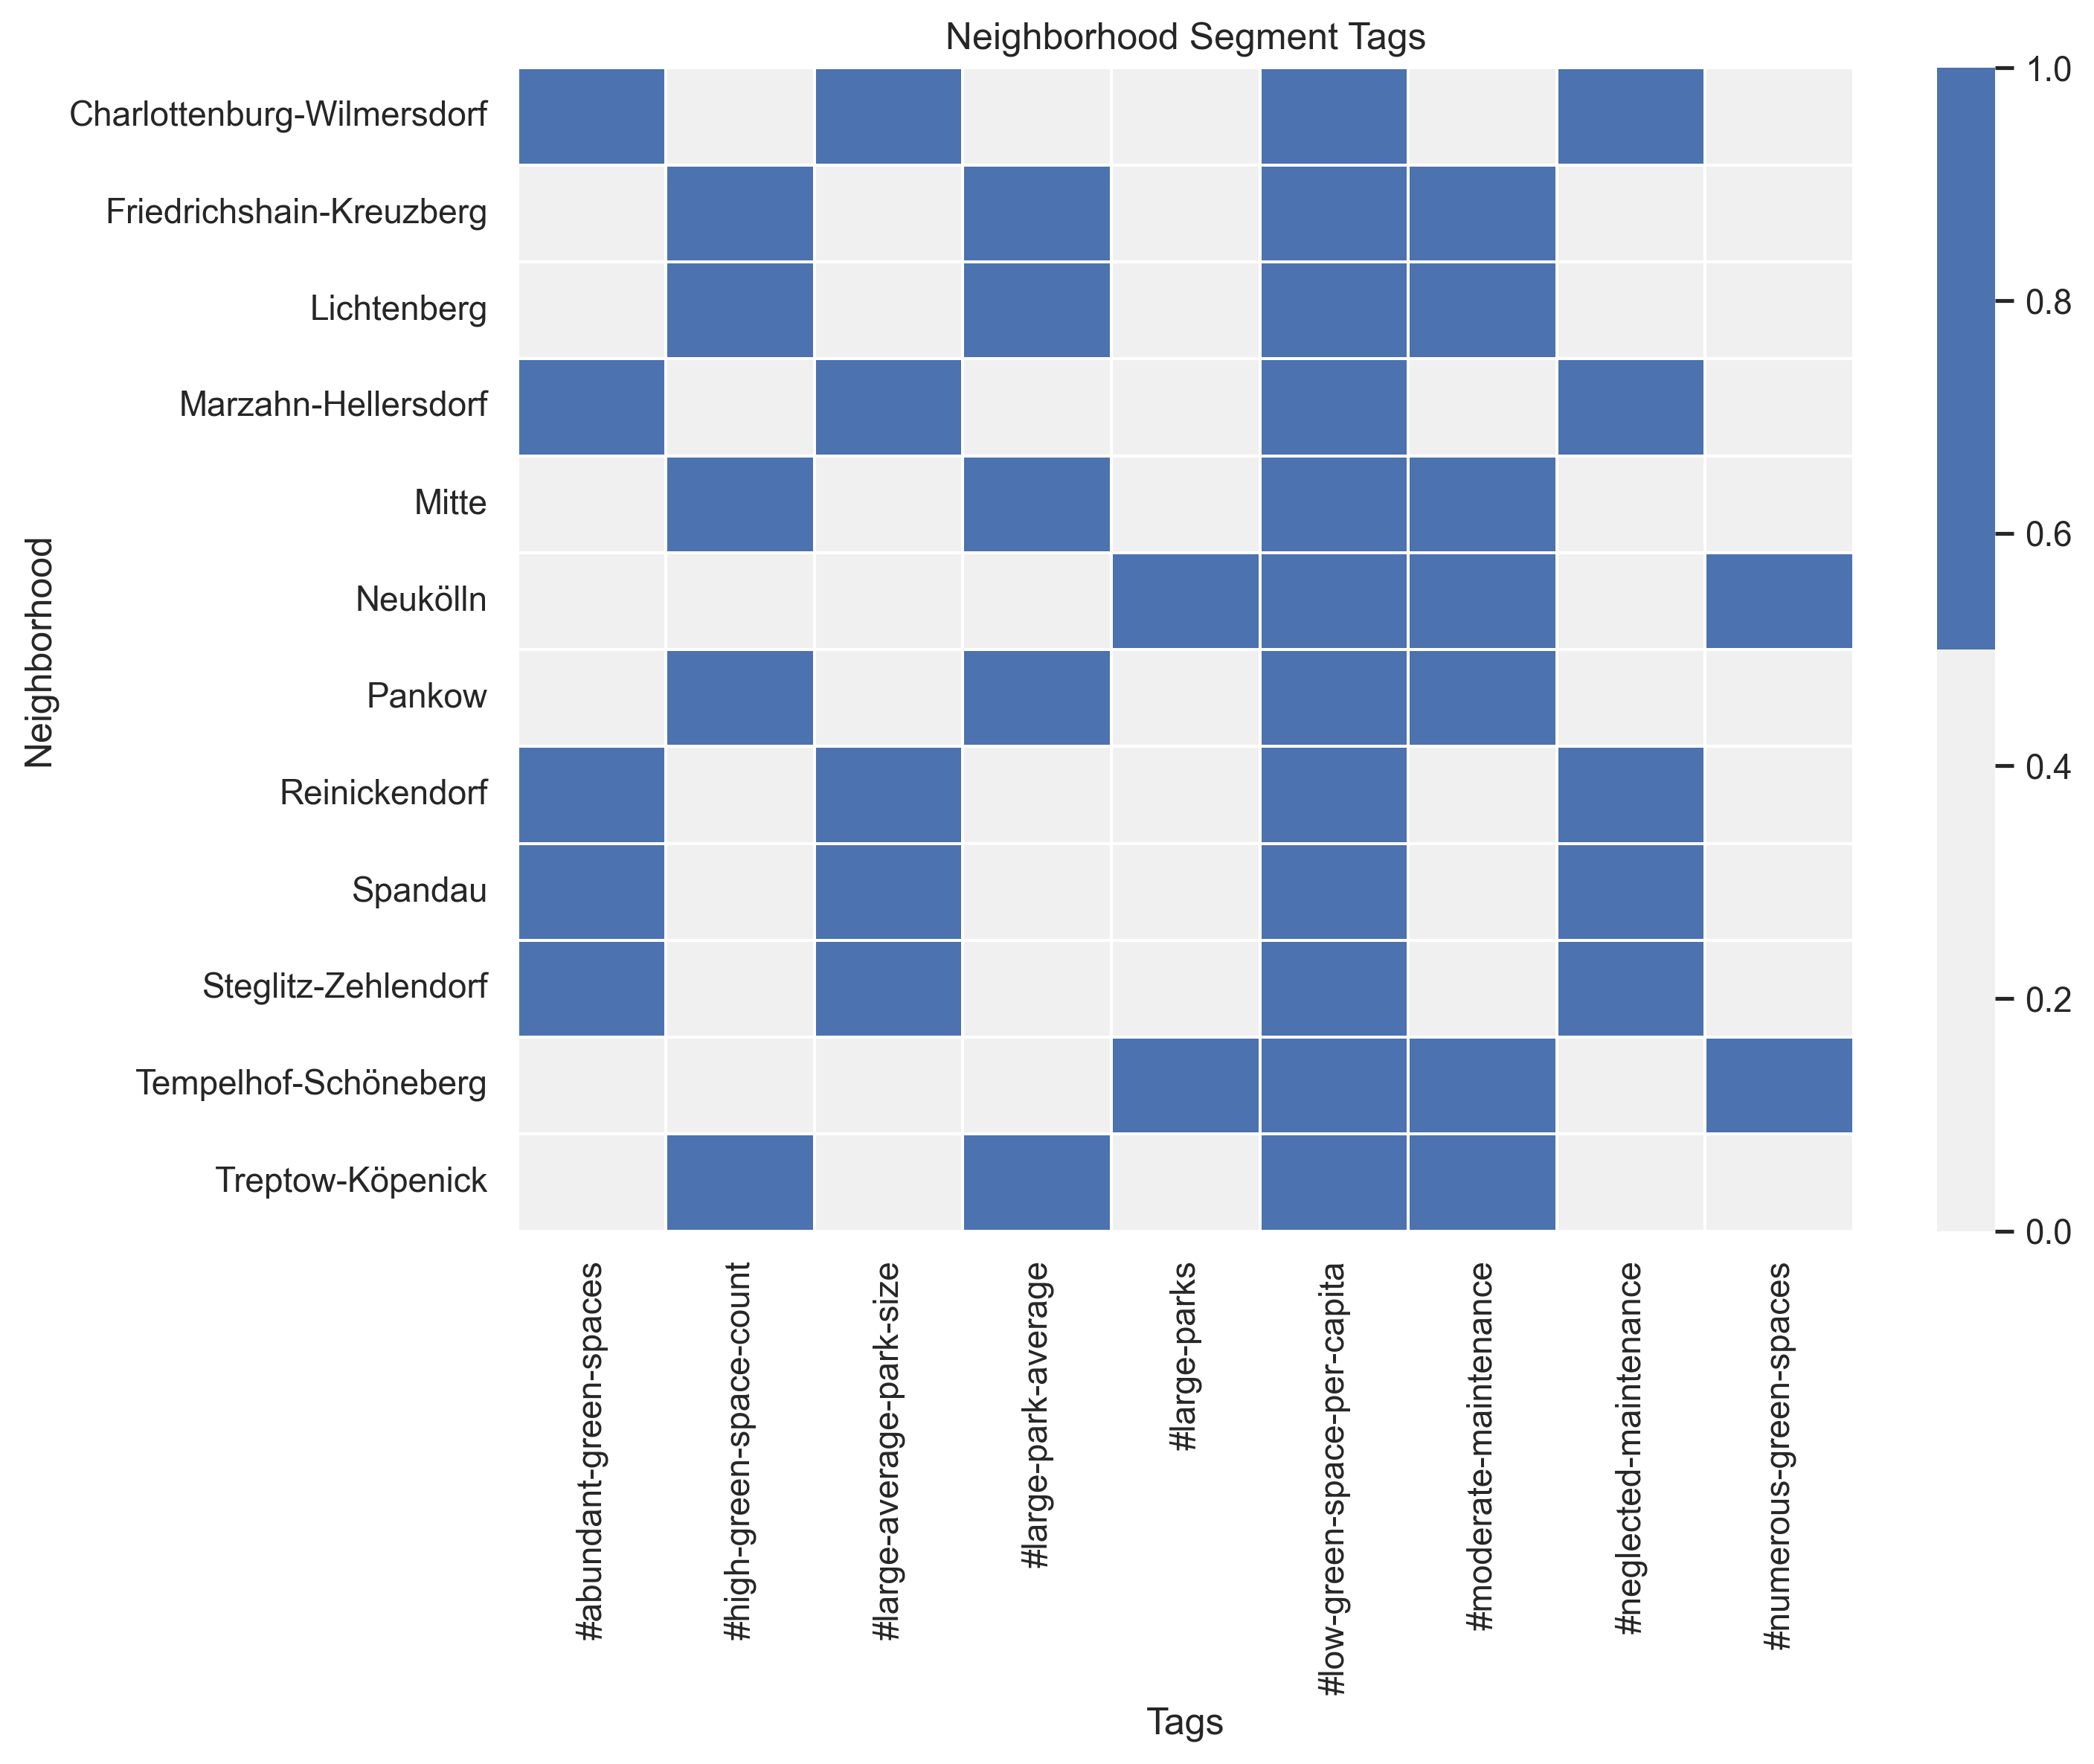 Neighborhood Segment Tags
Neighborhood
Charlottenburg-Wilmersdorf
Friedrichshain-Kreuzberg
Lichtenberg
Marzahn-Hellersdorf
Mitte
Neukölln
Pankow
Reinickendorf
Spandau
Steglitz-Zehlendorf
Tempelhof-Schöneberg
Treptow-Köpenick
#abundant-green-spaces
#high-green-space-count
#large-average-park-size
#large-park-average
#large-parks
#low-green-space-per-capita
#moderate-maintenance
#neglected-maintenance
#numerous-green-spaces
Tags
1.0
0.8
0.6
0.4
0.2
0.0